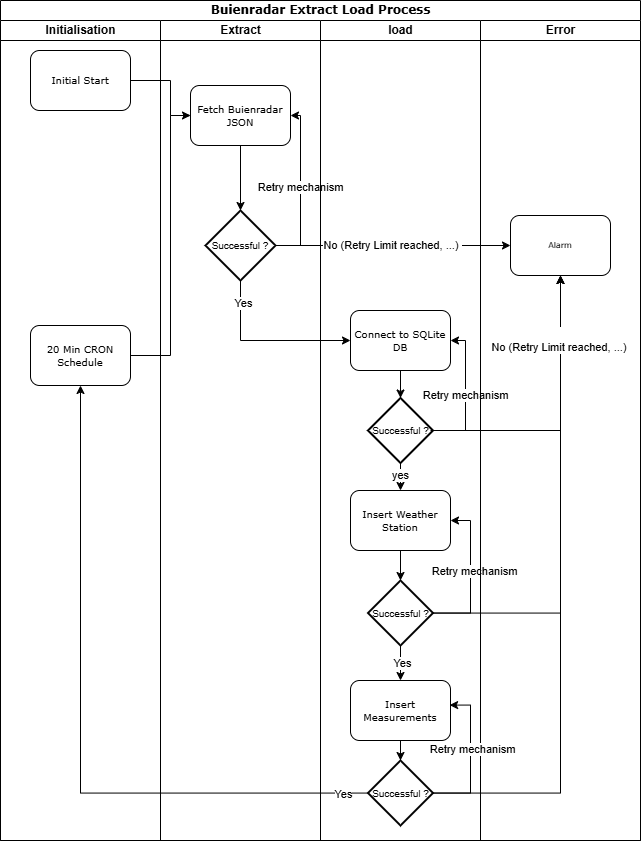 Buienradar Extract Load Process
Initialisation
Extract
load
Error
Initial Start
Fetch Buienradar
JSON
Retry mechanism
Successful ?
No (Retry Limit reached, ...)
Alarm
Yes
20 Min CRON
Schedule
Connect to SQLite
DB
No (Retry Limit reached, ...)
Retry mechanism
Successful ?
yes
Insert Weather
Station
Retry mechanism
Successful ?
Yes
Insert
Measurements
Retry mechanism
Successful ?
Yes